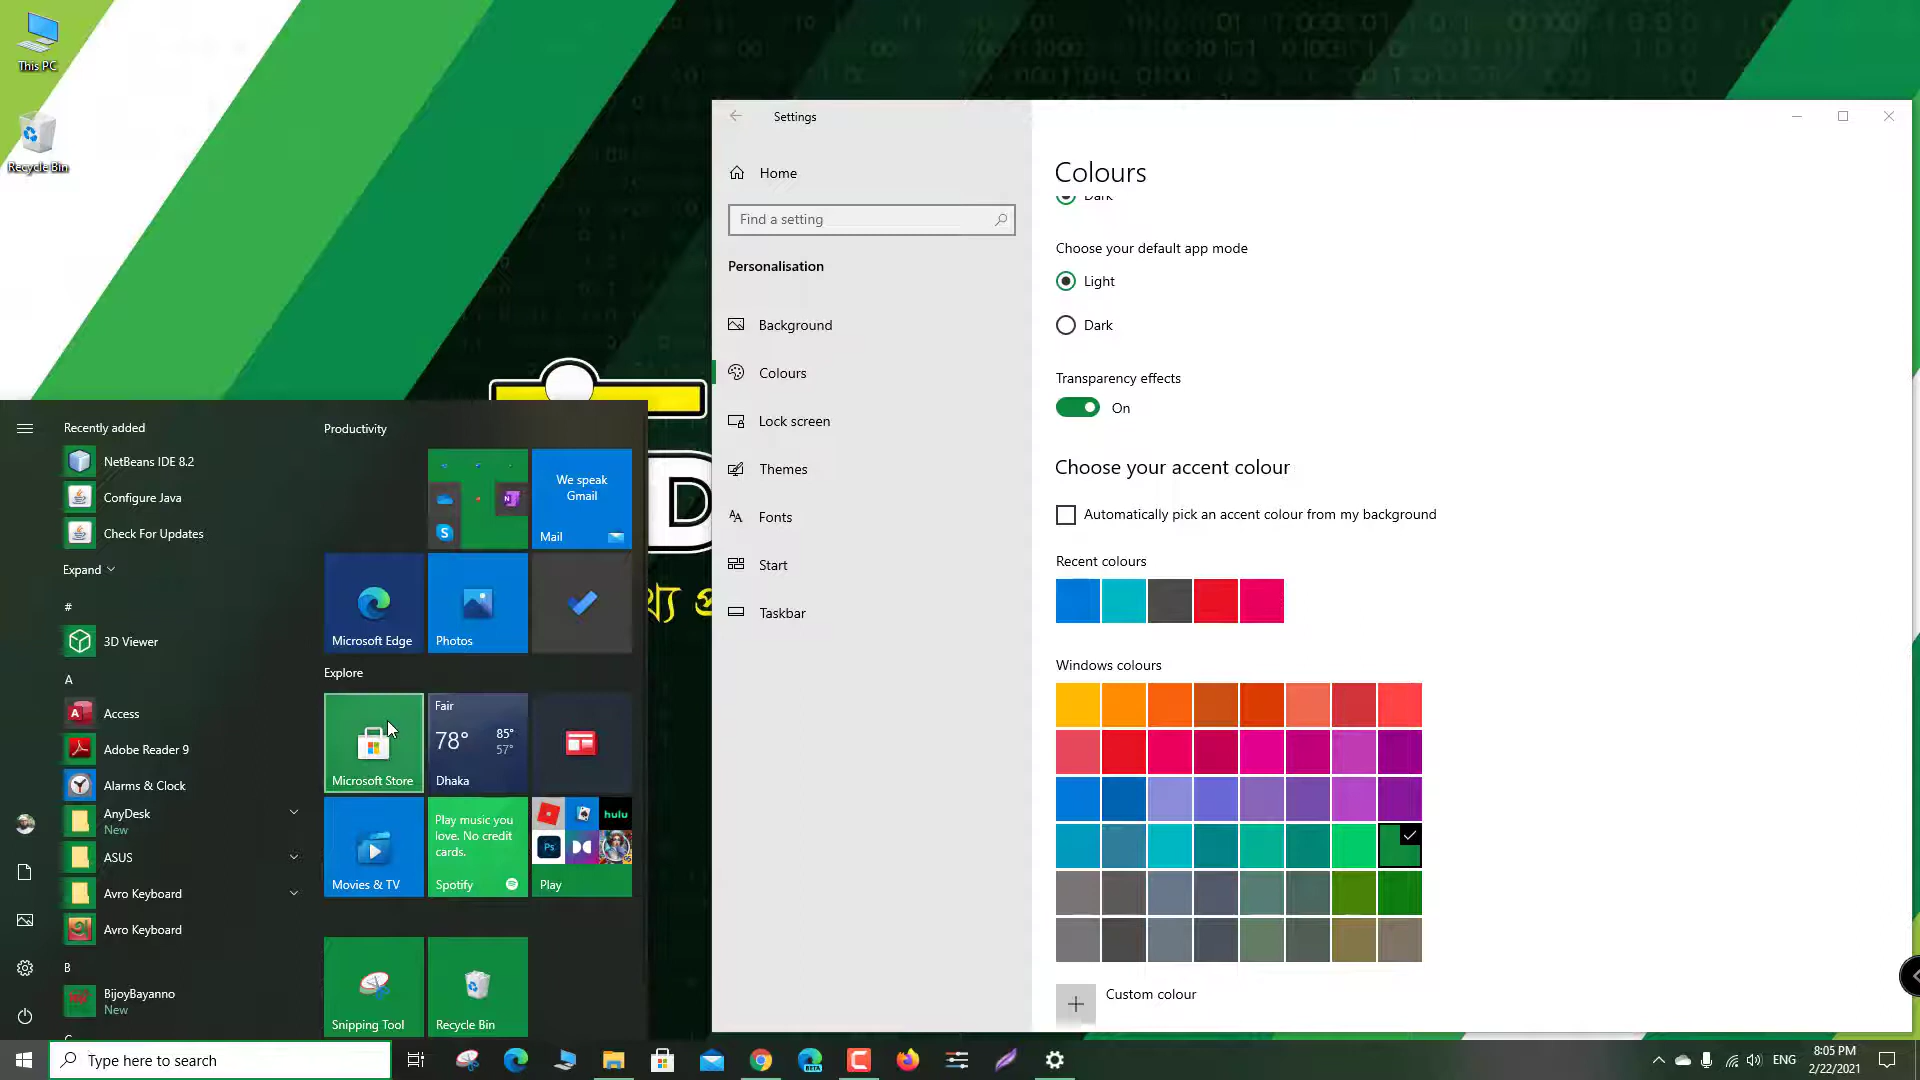 This PC
Recycle Bin
D
Settings
Home
Find a setting
Personalisation
Background
Colours
Lock screen
Themes
Fonts
Start
Taskbar
Colours
Dark
Choose your default app mode
Light
Dark
Transparency effects
On
Choose your accent colour
Automatically pick an accent colour from my background
Recent colours
Windows colours
Custom colour
Recently added
NetBeans IDE 8.2
Configure Java
Check For Updates
Expand
#
3D Viewer
A
Access
Adobe Reader 9
Alarms & Clock
AnyDesk
New
ASUS
Avro Keyboard
Avro Keyboard
B
BijoyBayanno
New
Productivity
We speak
Gmail
Mail
Microsoft Edge
Photos
Explore
Microsoft Store
Fair
78° 85°
57°
Dhaka
Movies & TV
Play music you
love. No credit
cards.
Spotify
hulu
Ps
Play
Snipping Tool
Recycle Bin
Type here to search
BETA
ENG
8:05 PM
2/22/2021